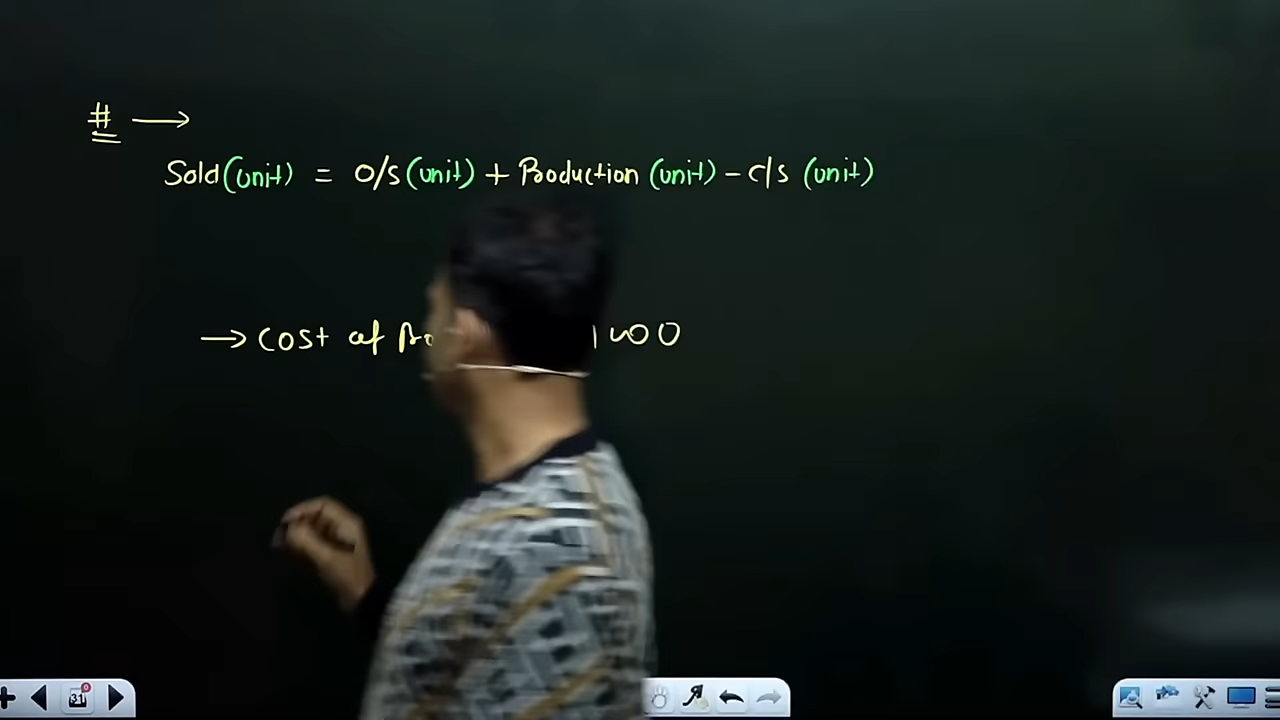 # →
Sold (unit) = O/S (unit) + Production (unit) - C/S (unit)
→ Cost of